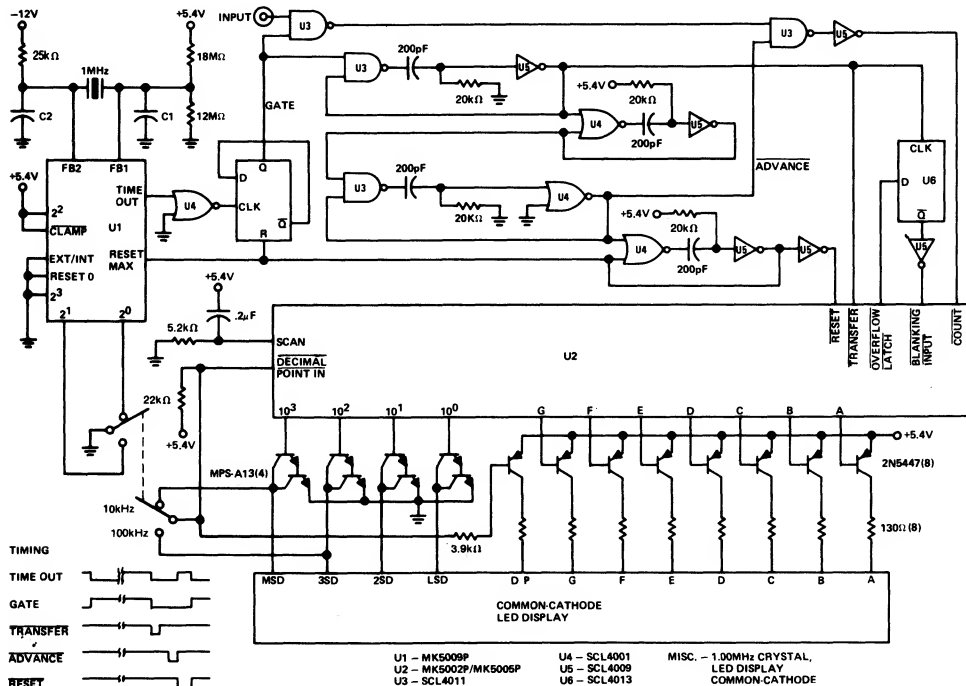 −12V
+5.4V
INPUT
U3
U3
U5
25kΩ
18MΩ
1MHz
12MΩ
C2
C1
GATE
U3
200pF
U5
20kΩ
+5.4V
20kΩ
U4
200pF
U5
FB2
FB1
+5.4V
TIME OUT
2²
CLAMP
U1
EXT/INT
RESET 0
2³
RESET MAX
2¹
2⁰
U4
D
Q
CLK
Q
R
U3
200pF
20KΩ
U4
ADVANCE
+5.4V
20kΩ
U4
200pF
U5
U5
CLK
D
U6
Q
U5
+5.4V
.2μF
5.2kΩ
SCAN
DECIMAL POINT IN
U2
RESET
TRANSFER
OVERFLOW LATCH
BLANKING INPUT
COUNT
22kΩ
+5.4V
10³
10²
10¹
10⁰
G
F
E
D
C
B
A
+5.4V
MPS-A13(4)
2N5447(8)
10kHz
100kHz
3.9kΩ
130Ω(8)
MSD
3SD
2SD
LSD
D P
G
F
E
D
C
B
A
COMMON-CATHODE
LED DISPLAY
TIMING
TIME OUT
GATE
TRANSFER
ADVANCE
RESET
U1 – MK5009P
U2 – MK5002P/MK5005P
U3 – SCL4011
U4 – SCL4001
U5 – SCL4009
U6 – SCL4013
MISC. – 1.00MHz CRYSTAL,
LED DISPLAY
COMMON-CATHODE